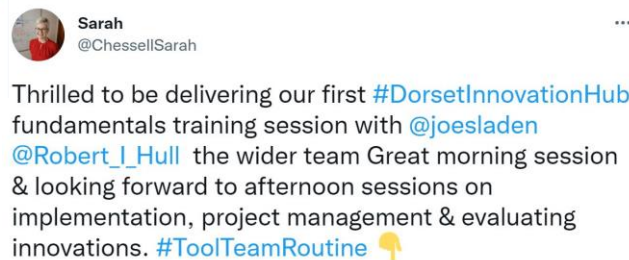 Sarah
@ChessellSarah
Thrilled to be delivering our first #DorsetInnovationHub
fundamentals training session with @joesladen
@Robert_I_Hull the wider team Great morning session
& looking forward to afternoon sessions on
implementation, project management & evaluating
innovations. #ToolTeamRoutine 👇